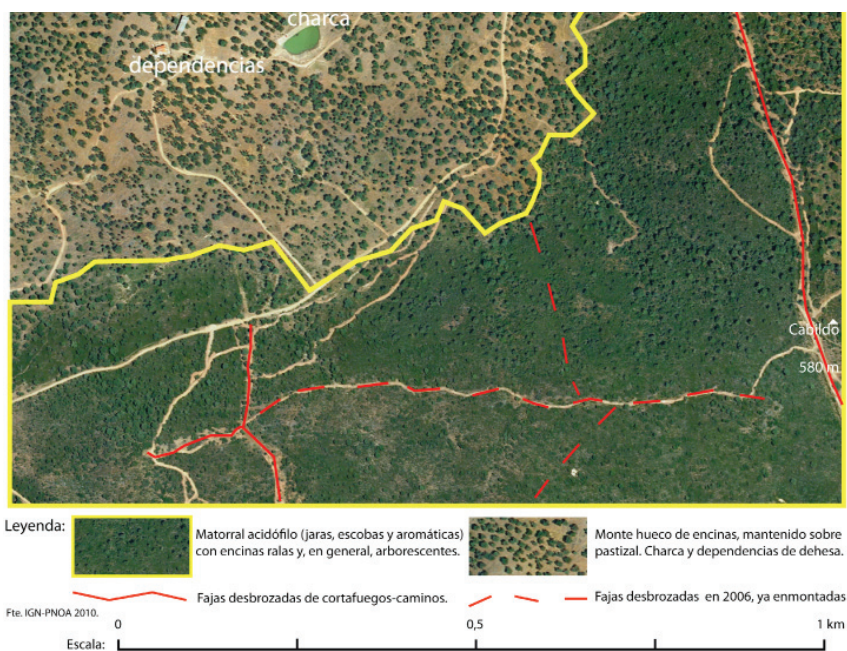 charca
dependencias
Cabildo
580 m
Leyenda:
Matorral acidófilo (jaras, escobas y aromáticas)
con encinas ralas y, en general, arborescentes.
Monte hueco de encinas, mantenido sobre
pastizal. Charca y dependencias de dehesa.
Fajas desbrozadas de cortafuegos-caminos.
Fajas desbrozadas en 2006, ya enmontadas
Fte. IGN-PNOA 2010.
0
0,5
1 km
Escala: